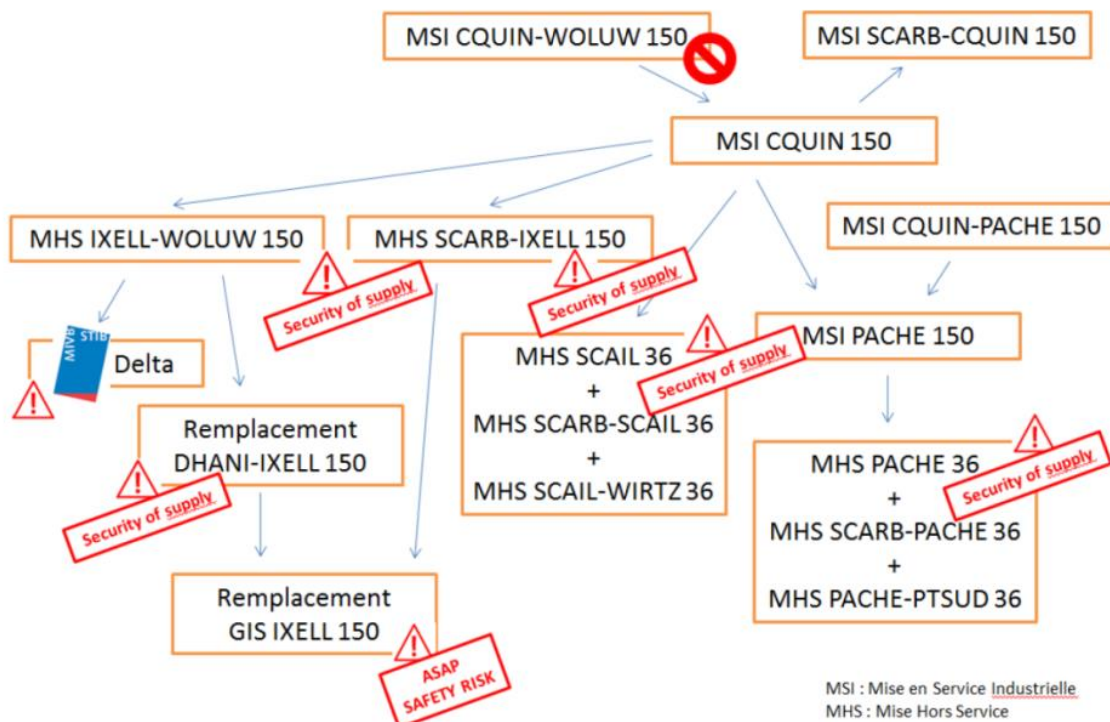 MSI CQUIN-WOLUW 150
MSI SCARB-CQUIN 150
MSI CQUIN 150
MHS IXELL-WOLUW 150
MHS SCARB-IXELL 150
MSI CQUIN-PACHE 150
Security of supply
Security of supply
MIVB
STIB
Delta
MHS SCAIL 36
+
MHS SCARB-SCAIL 36
+
MHS SCAIL-WIRTZ 36
Security of supply
MSI PACHE 150
Remplacement
DHANI-IXELL 150
Security of supply
MHS PACHE 36
+
MHS SCARB-PACHE 36
+
MHS PACHE-PTSUD 36
Security of supply
Remplacement
GIS IXELL 150
ASAP
SAFETY RISK
MSI : Mise en Service Industrielle
MHS : Mise Hors Service